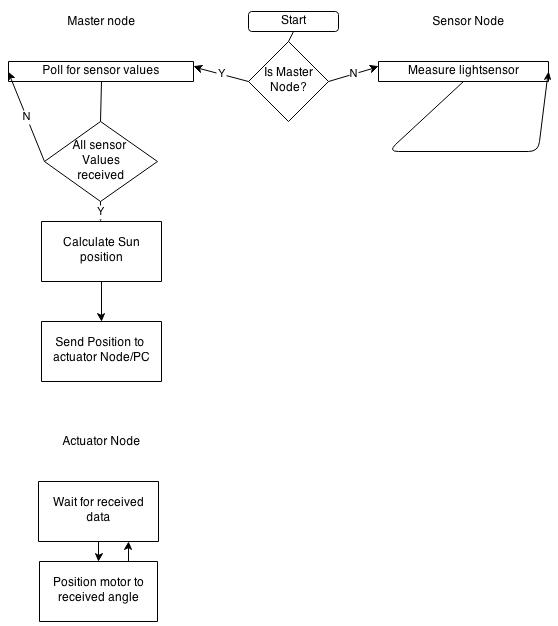 Master node
Start
Sensor Node
Poll for sensor values
Y
Is Master
Node?
N
Measure lightsensor
N
All sensor
Values
received
Y
Calculate Sun
position
Send Position to
actuator Node/PC
Actuator Node
Wait for received
data
Position motor to
received angle